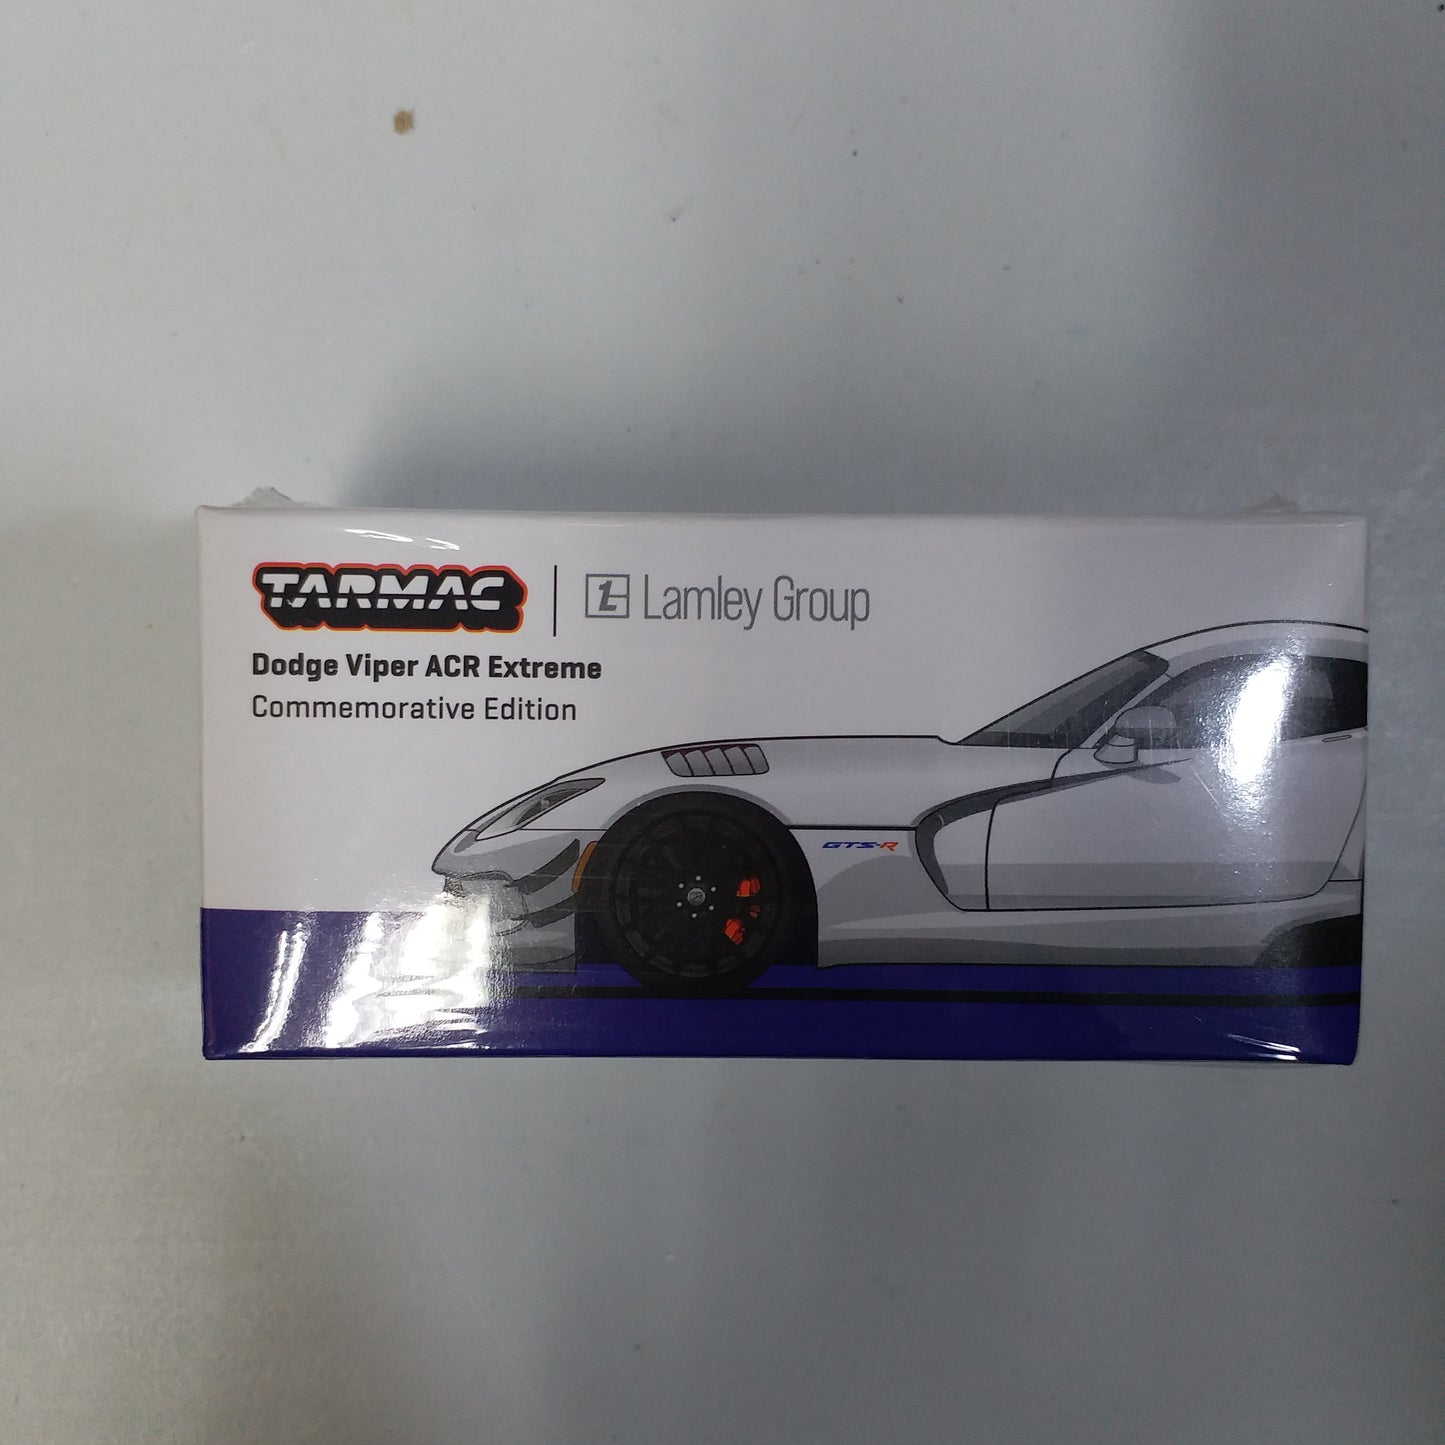 TARMAC
Lamley Group
Dodge Viper ACR Extreme
Commemorative Edition
GTS-R